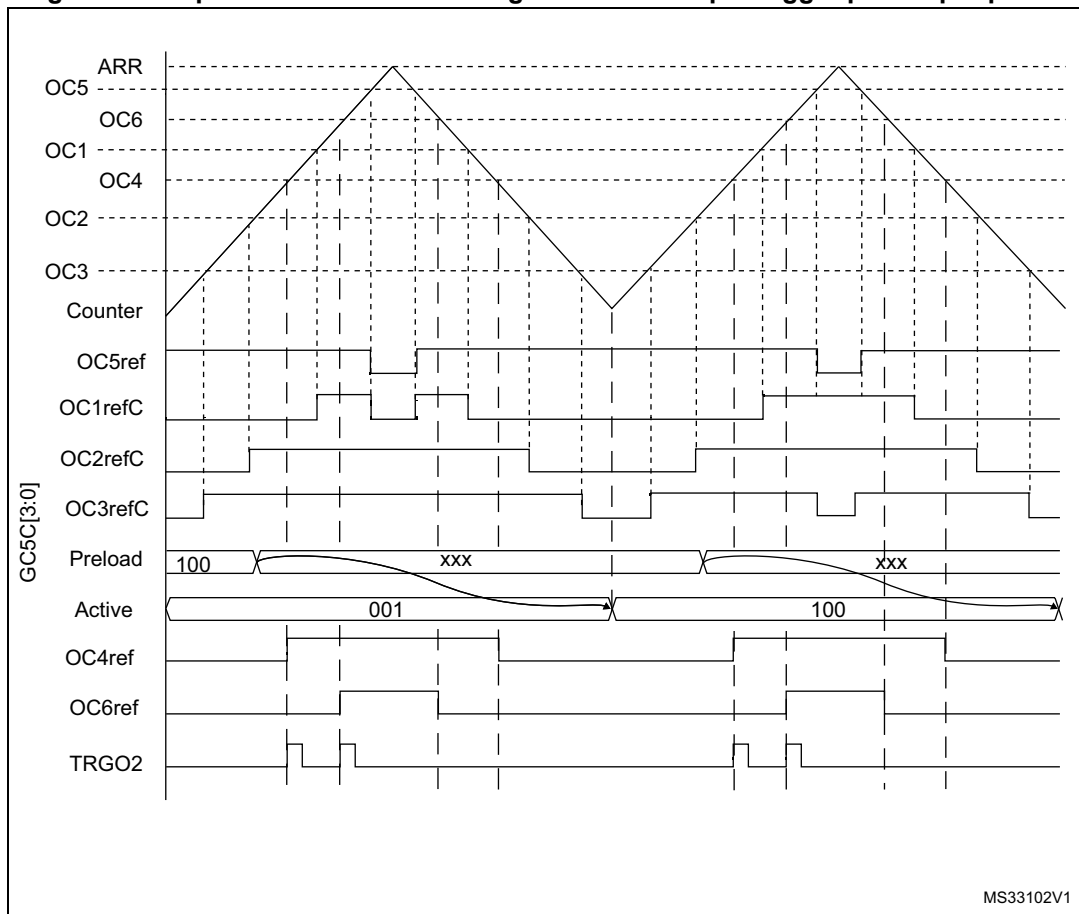 ARR
OC5
OC6
OC1
OC4
OC2
OC3
Counter
OC5ref
OC1refC
OC2refC
OC3refC
GC5C[3:0]
Preload 100 xxx xxx
Active 001 100
OC4ref
OC6ref
TRGO2
MS33102V1